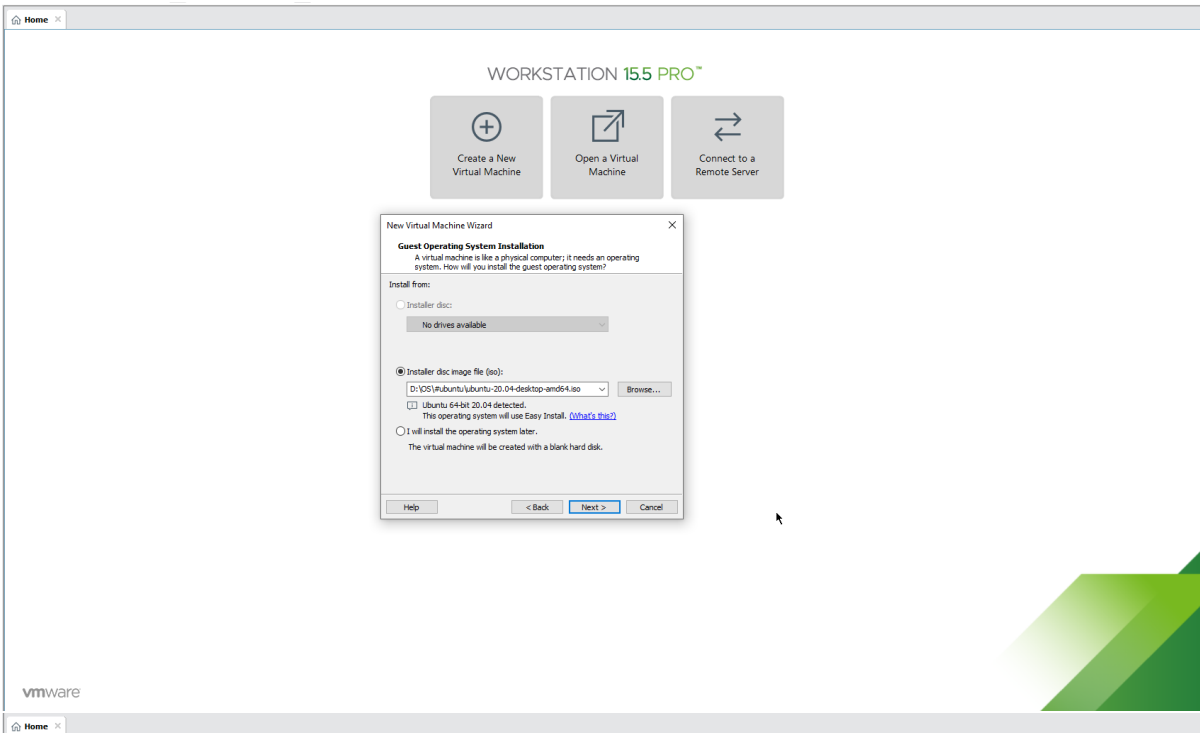 Home
WORKSTATION 15.5 PRO™
Create a New
Virtual Machine
Open a Virtual
Machine
Connect to a
Remote Server
New Virtual Machine Wizard
Guest Operating System Installation
A virtual machine is like a physical computer; it needs an operating
system. How will you install the guest operating system?
Install from:
Installer disc:
No drives available
Installer disc image file (iso):
D:\OS\#ubuntu\ubuntu-20.04-desktop-amd64.iso
Browse...
Ubuntu 64-bit 20.04 detected.
This operating system will use Easy Install. (What's this?)
I will install the operating system later.
The virtual machine will be created with a blank hard disk.
Help
< Back
Next >
Cancel
vmware
Home